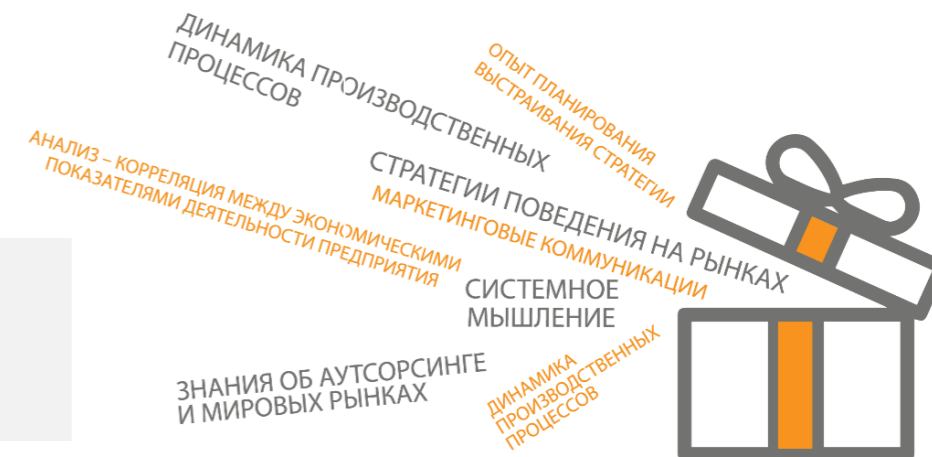 ДИНАМИКА ПРОИЗВОДСТВЕННЫХ
ПРОЦЕССОВ
ОПЫТ ПЛАНИРОВАНИЯ
ВЫСТРАИВАНИЯ СТРАТЕГИИ
АНАЛИЗ – КОРРЕЛЯЦИЯ МЕЖДУ ЭКОНОМИЧЕСКИМИ
ПОКАЗАТЕЛЯМИ ДЕЯТЕЛЬНОСТИ ПРЕДПРИЯТИЯ
СТРАТЕГИИ ПОВЕДЕНИЯ НА РЫНКАХ
МАРКЕТИНГОВЫЕ КОММУНИКАЦИИ
СИСТЕМНОЕ
МЫШЛЕНИЕ
ЗНАНИЯ ОБ АУТСОРСИНГЕ
И МИРОВЫХ РЫНКАХ
ДИНАМИКА
ПРОИЗВОДСТВЕННЫХ
ПРОЦЕССОВ